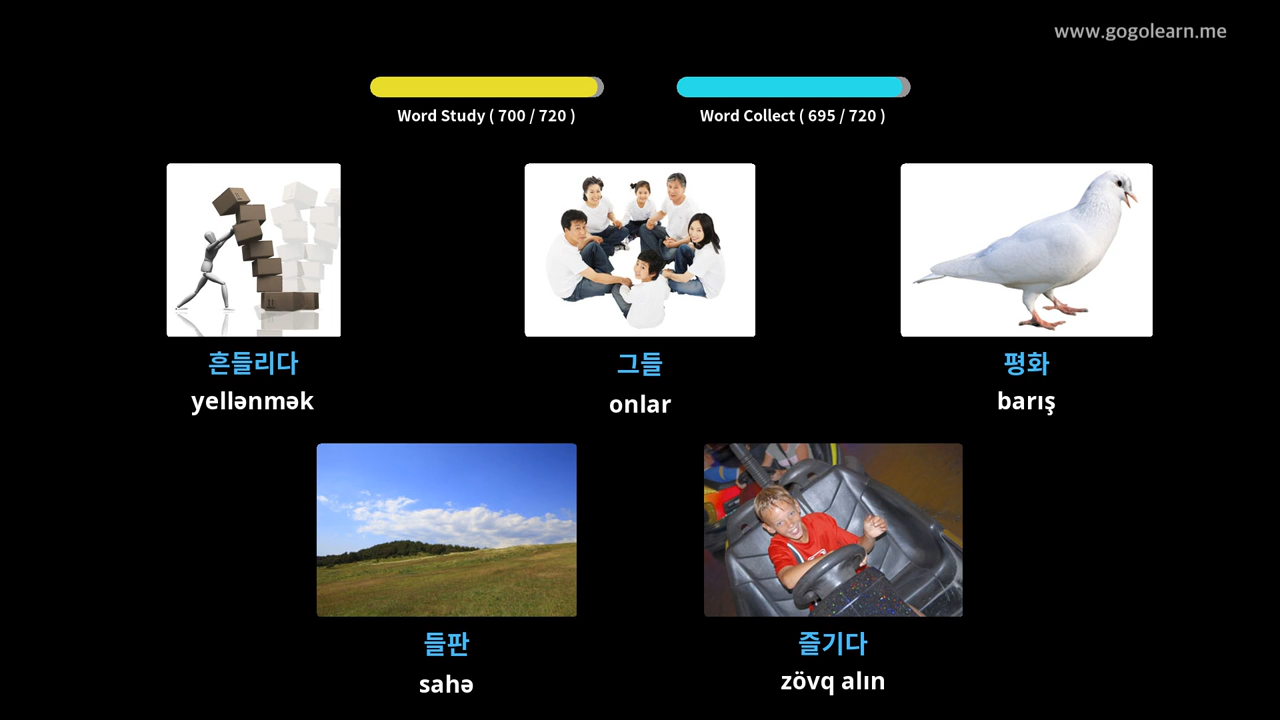 www.gogolearn.me
Word Study ( 700 / 720 )
Word Collect ( 695 / 720 )
흔들리다
yellənmək
그들
onlar
평화
barış
들판
sahə
즐기다
zövq alın